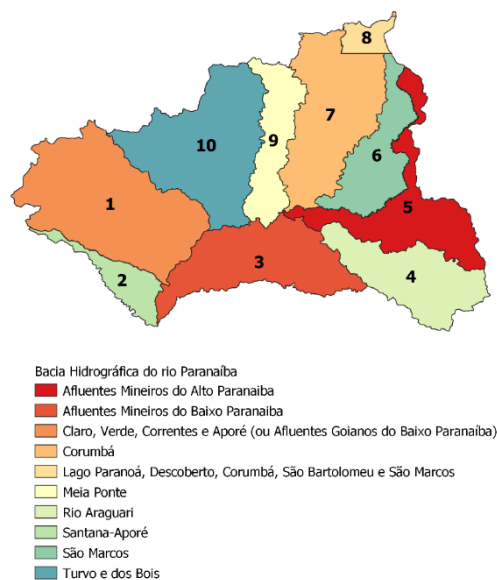 8
7
10
9
6
1
5
3
4
2
Bacia Hidrográfica do rio Paranaíba
Afluentes Mineiros do Alto Paranaiba
Afluentes Mineiros do Baixo Paranaiba
Claro, Verde, Correntes e Aporé (ou Afluentes Goianos do Baixo Paranaíba)
Corumbá
Lago Paranoá, Descoberto, Corumbá, São Bartolomeu e São Marcos
Meia Ponte
Rio Araguari
Santana-Aporé
São Marcos
Turvo e dos Bois